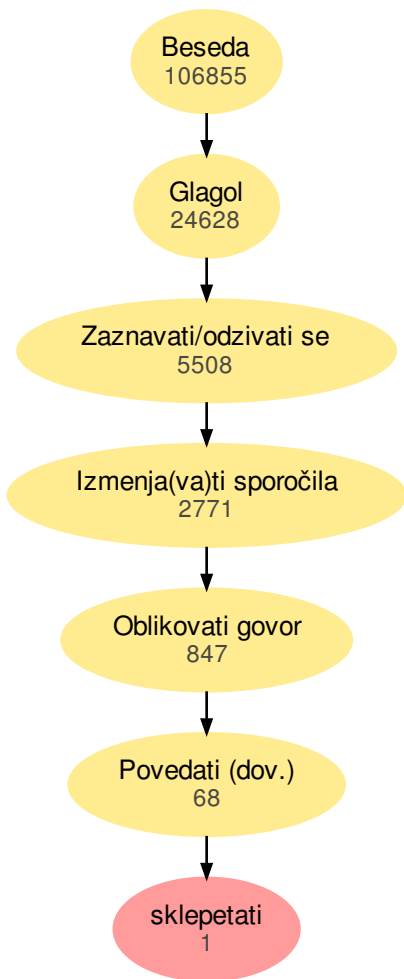 Beseda
106855
Glagol
24628
Zaznavati/odzivati se
5508
Izmenja(va)ti sporočila
2771
Oblikovati govor
847
Povedati (dov.)
68
sklepetati
1